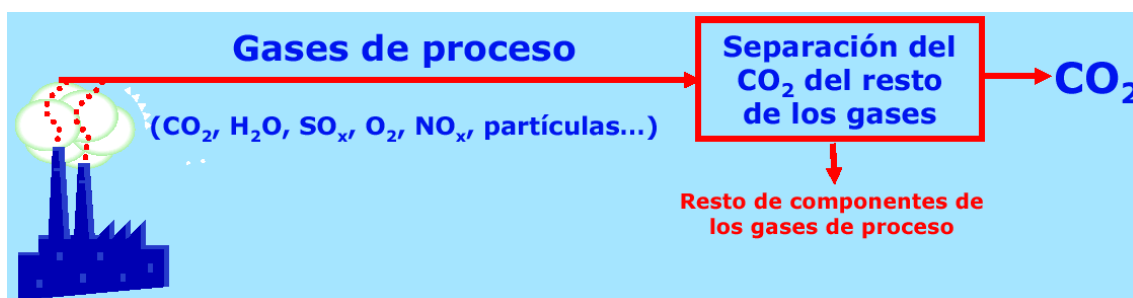 Gases de proceso
(CO₂, H₂O, SOₓ, O₂, NOₓ, partículas...)
Separación del
CO₂ del resto
de los gases
CO₂
Resto de componentes de
los gases de proceso